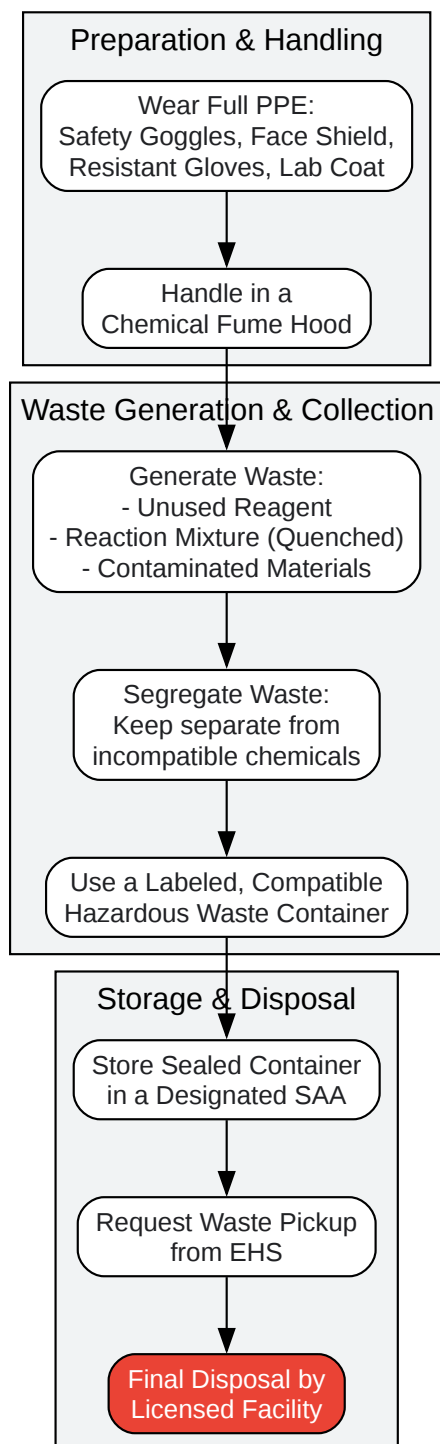 Preparation & Handling
Wear Full PPE:
Safety Goggles, Face Shield,
Resistant Gloves, Lab Coat
Handle in a
Chemical Fume Hood
Waste Generation & Collection
Generate Waste:
- Unused Reagent
- Reaction Mixture (Quenched)
- Contaminated Materials
Segregate Waste:
Keep separate from
incompatible chemicals
Use a Labeled, Compatible
Hazardous Waste Container
Storage & Disposal
Store Sealed Container
in a Designated SAA
Request Waste Pickup
from EHS
Final Disposal by
Licensed Facility